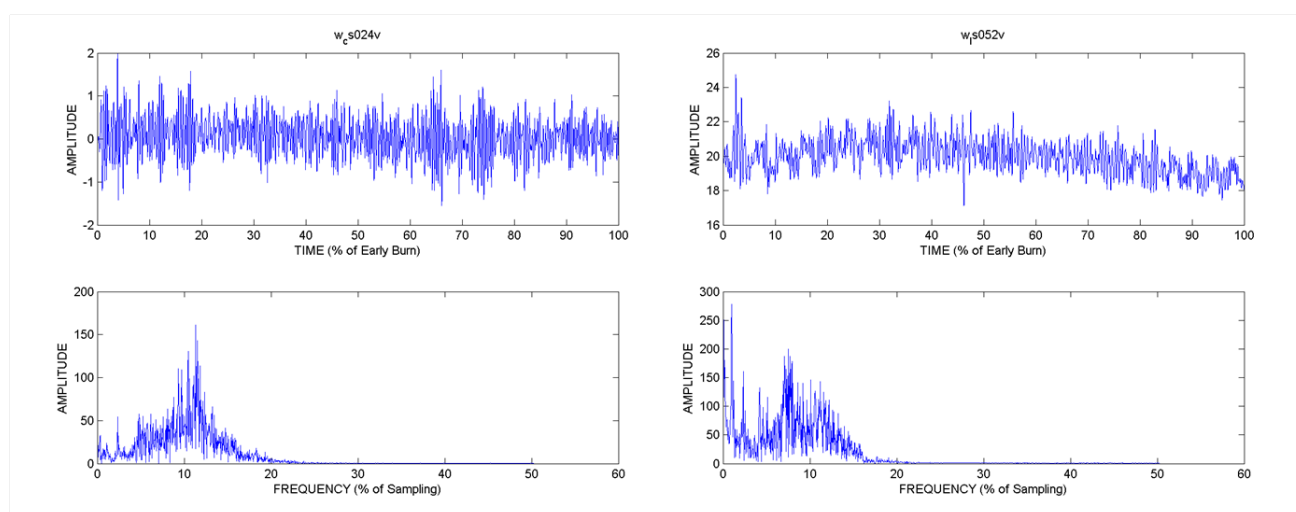 w_cs024v
AMPLITUDE
2
1
0
-1
-2
0 10 20 30 40 50 60 70 80 90 100
TIME (% of Early Burn)
w_ls052v
AMPLITUDE
26
24
22
20
18
16
0 10 20 30 40 50 60 70 80 90 100
TIME (% of Early Burn)
AMPLITUDE
200
150
100
50
0
0 10 20 30 40 50 60
FREQUENCY (% of Sampling)
AMPLITUDE
300
250
200
150
100
50
0
0 10 20 30 40 50 60
FREQUENCY (% of Sampling)